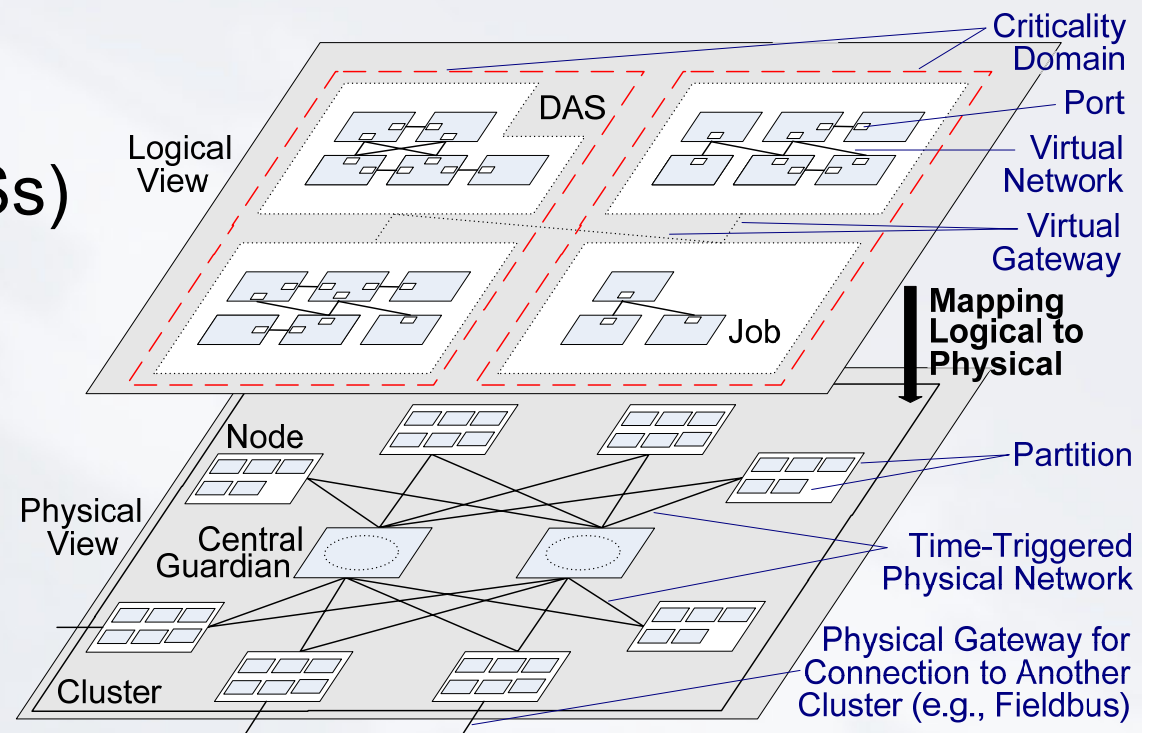 Criticality
Domain
DAS
Port
Logical
View
Virtual
Network
Ss)
Virtual
Gateway
Mapping
Logical to
Physical
Job
Node
Partition
Physical
View
Central
Guardian
Time-Triggered
Physical Network
Physical Gateway for
Connection to Another
Cluster (e.g., Fieldbus)
Cluster